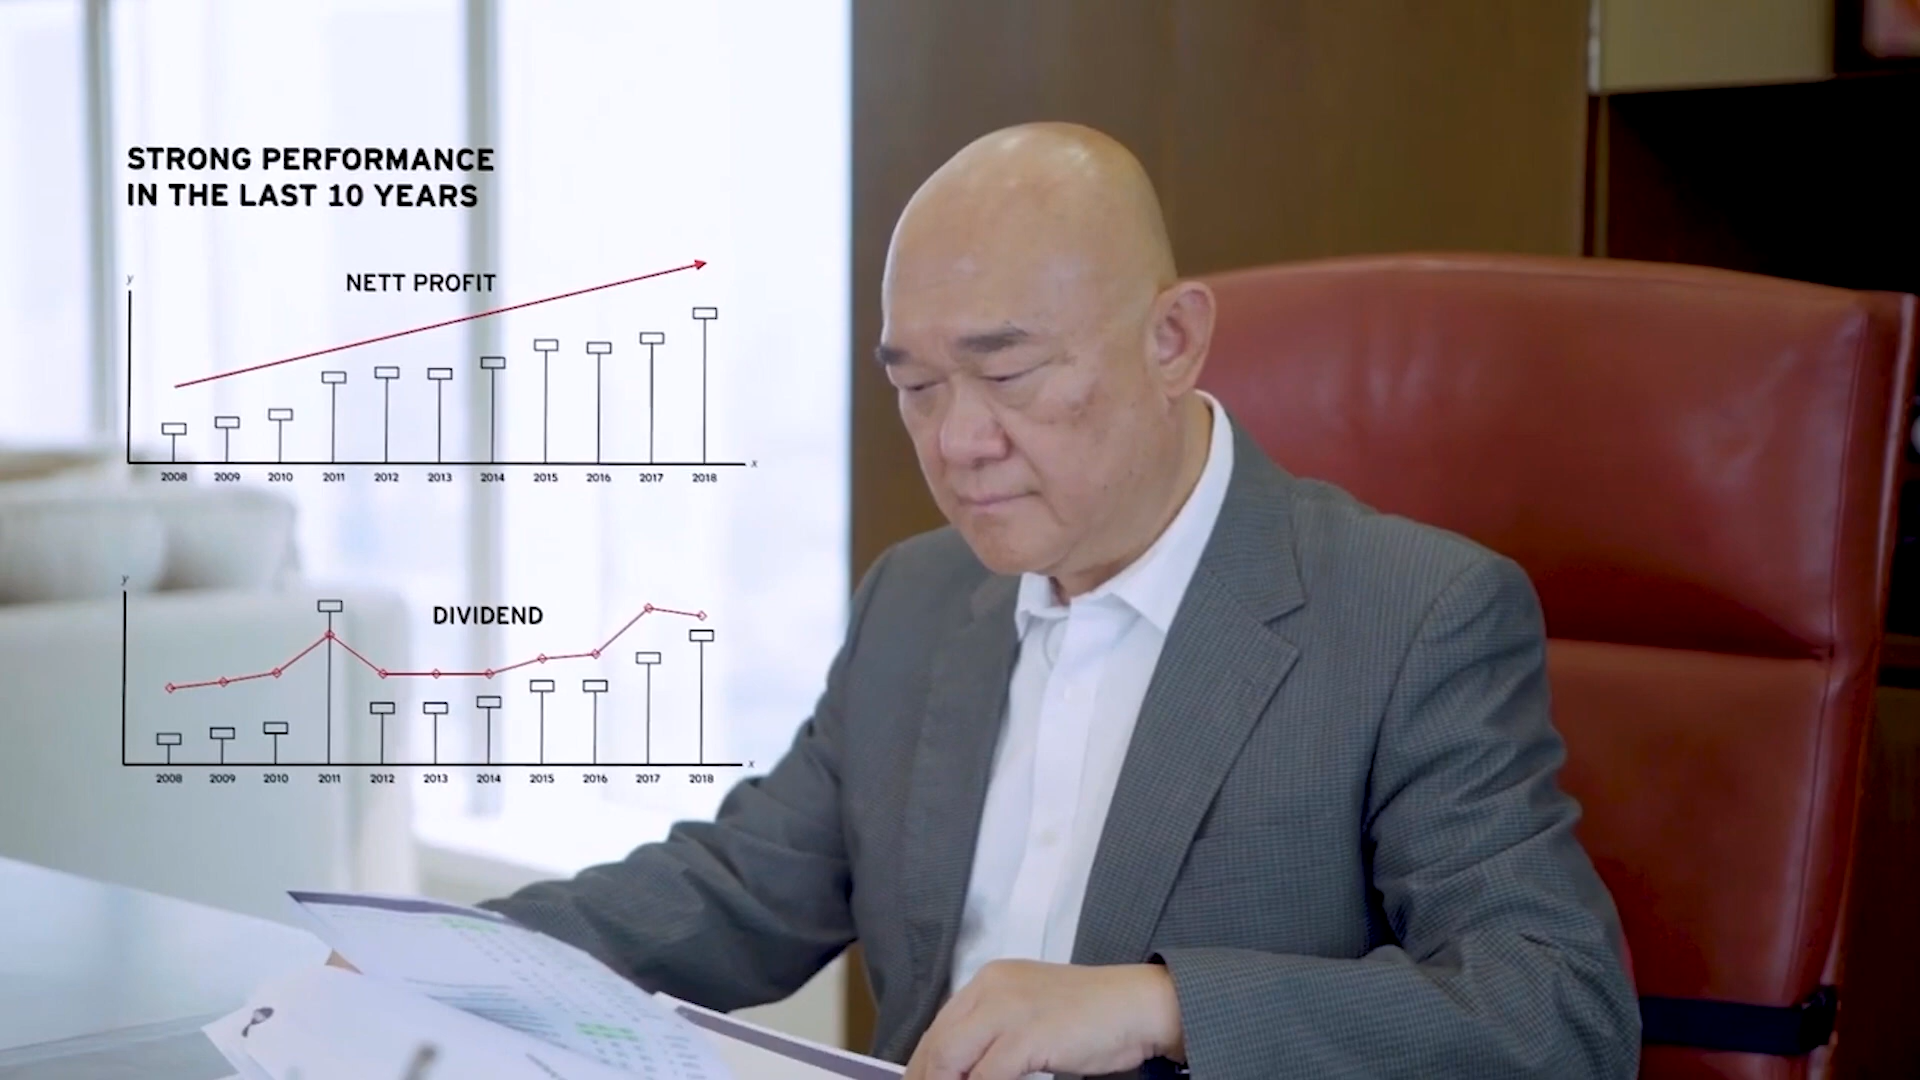 STRONG PERFORMANCE
IN THE LAST 10 YEARS
NETT PROFIT
y
x
2008 2009 2010 2011 2012 2013 2014 2015 2016 2017 2018
y
DIVIDEND
x
2008 2009 2010 2011 2012 2013 2014 2015 2016 2017 2018